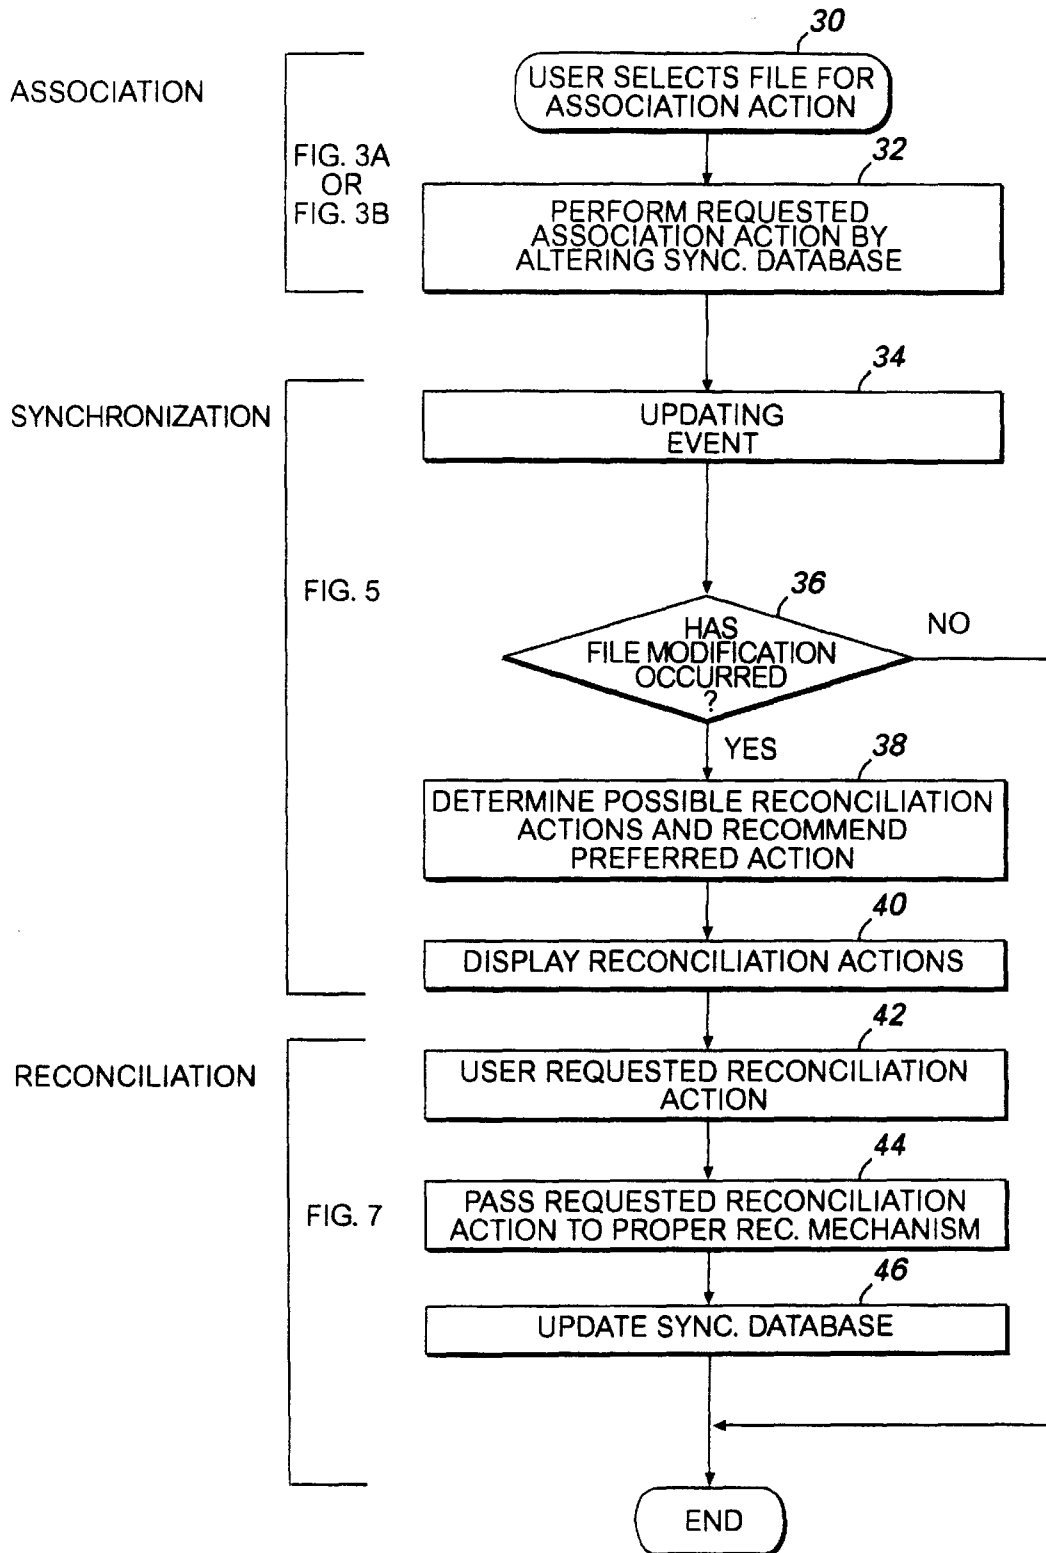 30
ASSOCIATION
USER SELECTS FILE FOR
ASSOCIATION ACTION
FIG. 3A
OR
FIG. 3B
32
PERFORM REQUESTED
ASSOCIATION ACTION BY
ALTERING SYNC. DATABASE
34
SYNCHRONIZATION
UPDATING
EVENT
FIG. 5
36
HAS
FILE MODIFICATION
OCCURRED
?
NO
YES
38
DETERMINE POSSIBLE RECONCILIATION
ACTIONS AND RECOMMEND
PREFERRED ACTION
40
DISPLAY RECONCILIATION ACTIONS
42
RECONCILIATION
USER REQUESTED RECONCILIATION
ACTION
44
FIG. 7
PASS REQUESTED RECONCILIATION
ACTION TO PROPER REC. MECHANISM
46
UPDATE SYNC. DATABASE
END